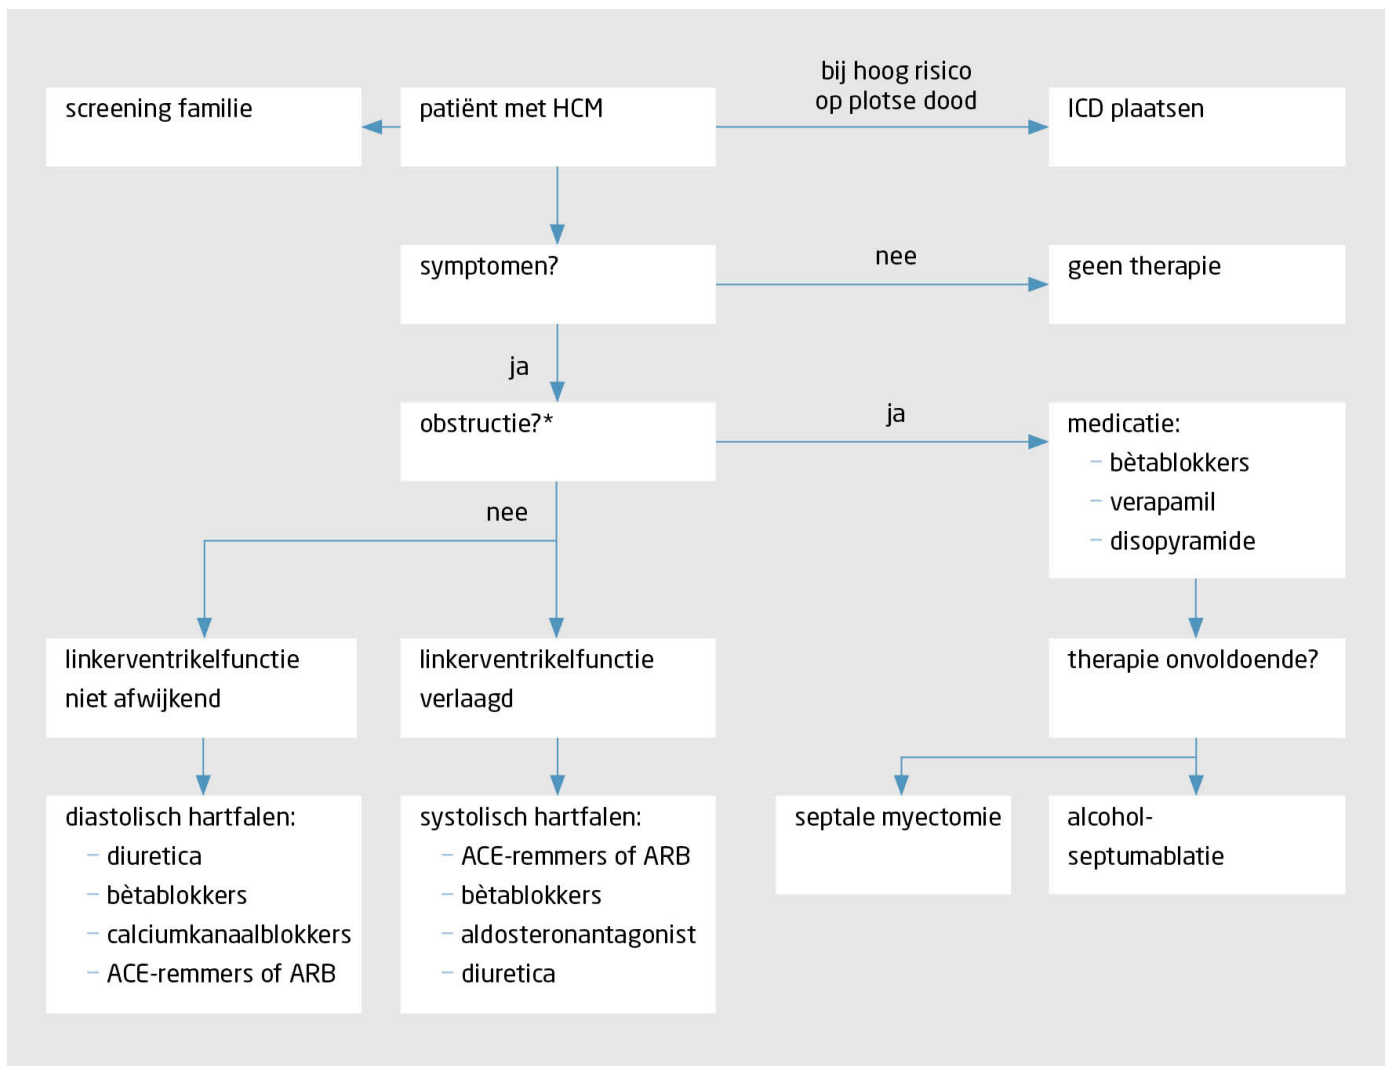 bij hoog risico
op plotse dood
screening familie
patiënt met HCM
ICD plaatsen
symptomen?
nee
geen therapie
ja
obstructie?*
ja
medicatie:
– bètablokkers
– verapamil
– disopyramide
nee
linkerventrikelfunctie
niet afwijkend
linkerventrikelfunctie
verlaagd
therapie onvoldoende?
diastolisch hartfalen:
– diuretica
– bètablokkers
– calciumkanaalblokkers
– ACE-remmers of ARB
systolisch hartfalen:
– ACE-remmers of ARB
– bètablokkers
– aldosteronantagonist
– diuretica
septale myectomie
alcohol-
septumablatie